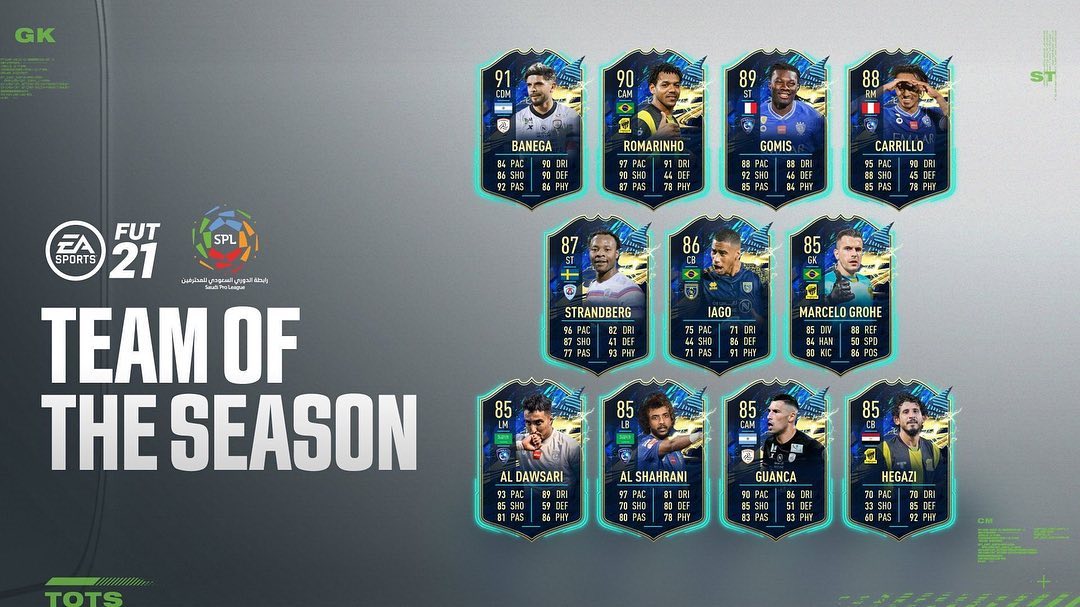 GK
ST
EA
SPORTS
FUT
21
SPL
رابطة الدوري السعودي للمحترفين
Saudi Pro League
TEAM OF
THE SEASON
91
CDM
BANEGA
84 PAC 90 DRI
86 SHO 90 DEF
92 PAS 86 PHY
90
CAM
ROMARINHO
97 PAC 91 DRI
90 SHO 44 DEF
87 PAS 78 PHY
89
ST
GOMIS
88 PAC 88 DRI
92 SHO 46 DEF
85 PAS 84 PHY
88
RM
CARRILLO
95 PAC 90 DRI
88 SHO 45 DEF
85 PAS 78 PHY
87
ST
STRANDBERG
96 PAC 82 DRI
87 SHO 41 DEF
77 PAS 93 PHY
86
CB
IAGO
75 PAC 71 DRI
44 SHO 86 DEF
71 PAS 91 PHY
85
GK
MARCELO GROHE
85 DIV 88 REF
84 HAN 50 SPD
80 KIC 86 POS
85
LM
AL DAWSARI
93 PAC 89 DRI
85 SHO 59 DEF
81 PAS 86 PHY
85
LB
AL SHAHRANI
97 PAC 81 DRI
70 SHO 80 DEF
80 PAS 78 PHY
85
CAM
GUANCA
90 PAC 86 DRI
85 SHO 51 DEF
83 PAS 83 PHY
85
CB
HEGAZI
70 PAC 70 DRI
33 SHO 85 DEF
60 PAS 92 PHY
CM
TOTS